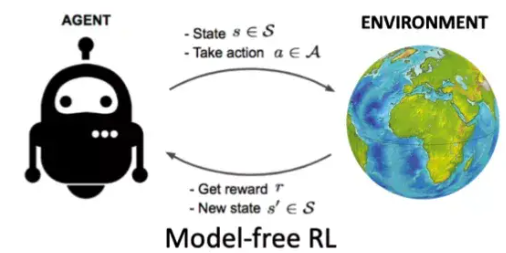 AGENT
ENVIRONMENT
- State s ∈ 𝒮
- Take action a ∈ 𝒜
- Get reward r
- New state s′ ∈ 𝒮
Model-free RL